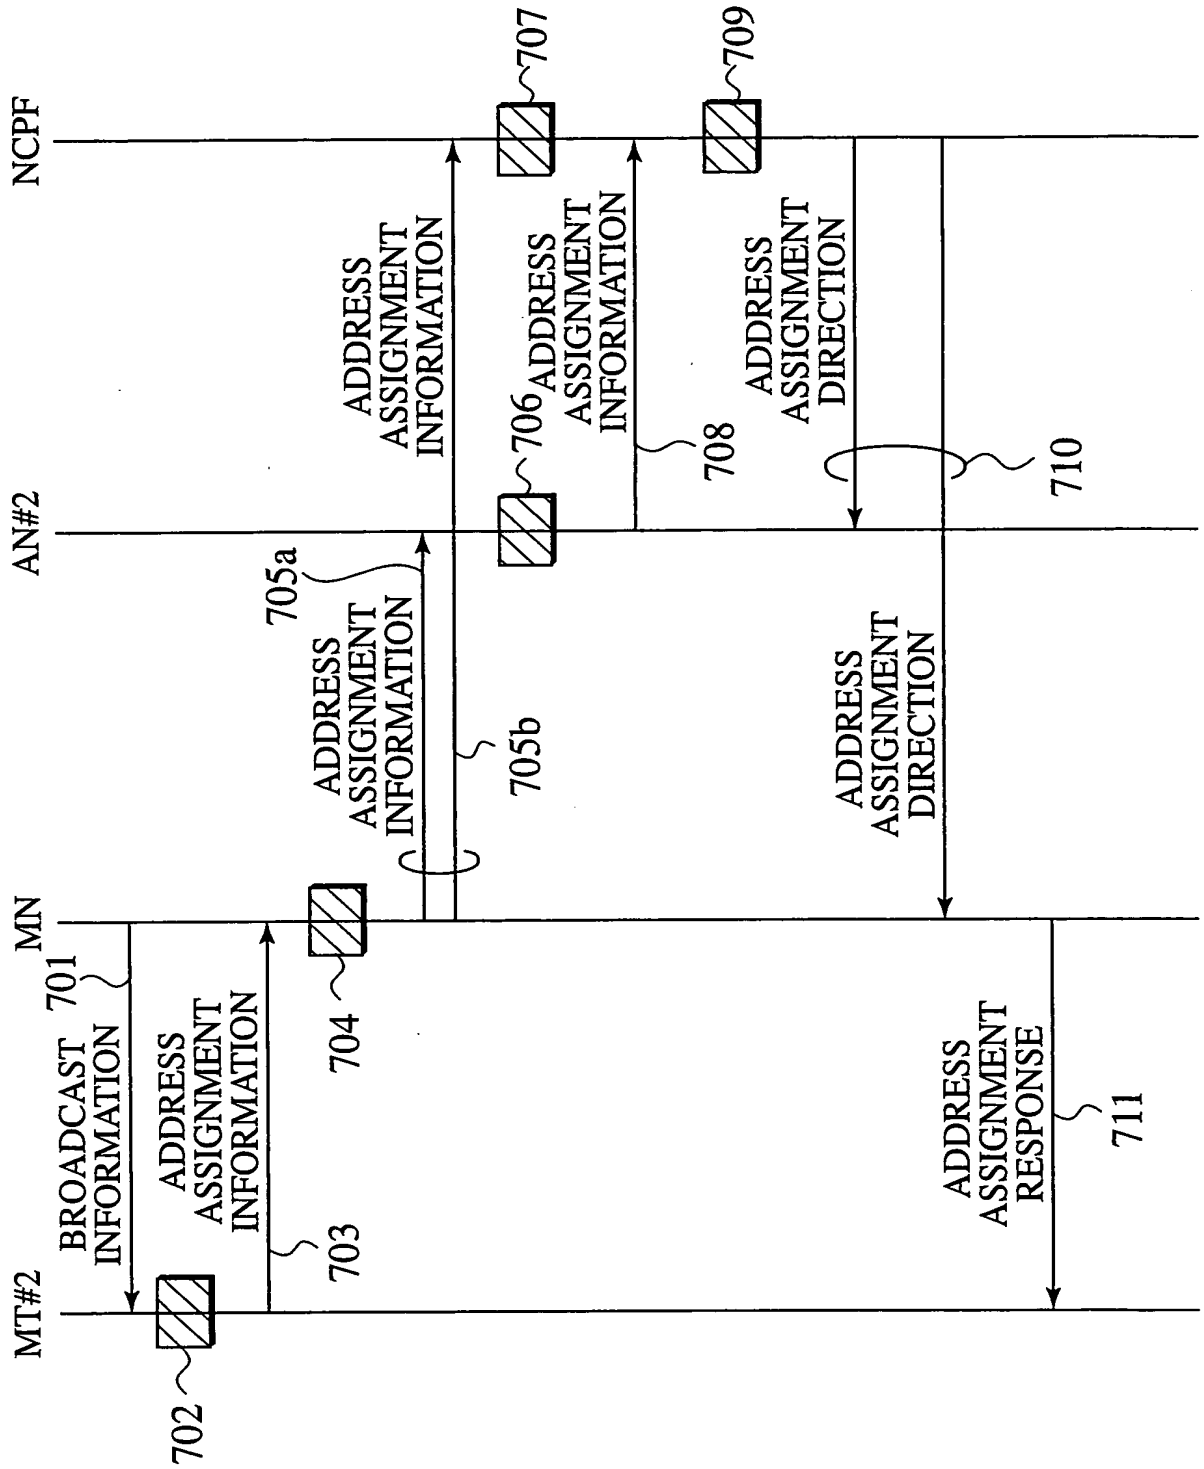 MT#2
MN
AN#2
NCPF
701
BROADCAST
INFORMATION
702
ADDRESS
ASSIGNMENT
INFORMATION
703
704
ADDRESS
ASSIGNMENT
INFORMATION
705a
705b
ADDRESS
ASSIGNMENT
INFORMATION
706
707
ADDRESS
ASSIGNMENT
INFORMATION
708
709
ADDRESS
ASSIGNMENT
DIRECTION
710
ADDRESS
ASSIGNMENT
DIRECTION
ADDRESS
ASSIGNMENT
RESPONSE
711